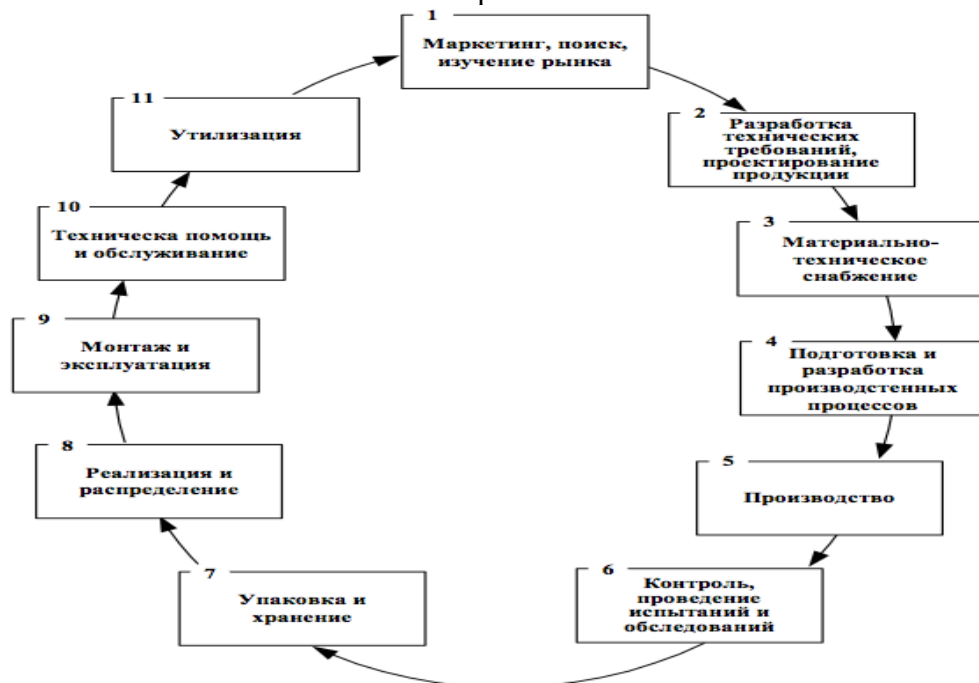 1
Маркетинг, поиск,
изучение рынка
2
Разработка
технических
требований,
проектирование
продукции
3
Материально-
техническое
снабжение
4
Подготовка и
разработка
производстенных
процессов
5
Производство
6
Контроль,
проведение
испытаний и
обследований
7
Упаковка и
хранение
8
Реализация и
распределение
9
Монтаж и
эксплуатация
10
Техническа помощь
и обслуживание
11
Утилизация